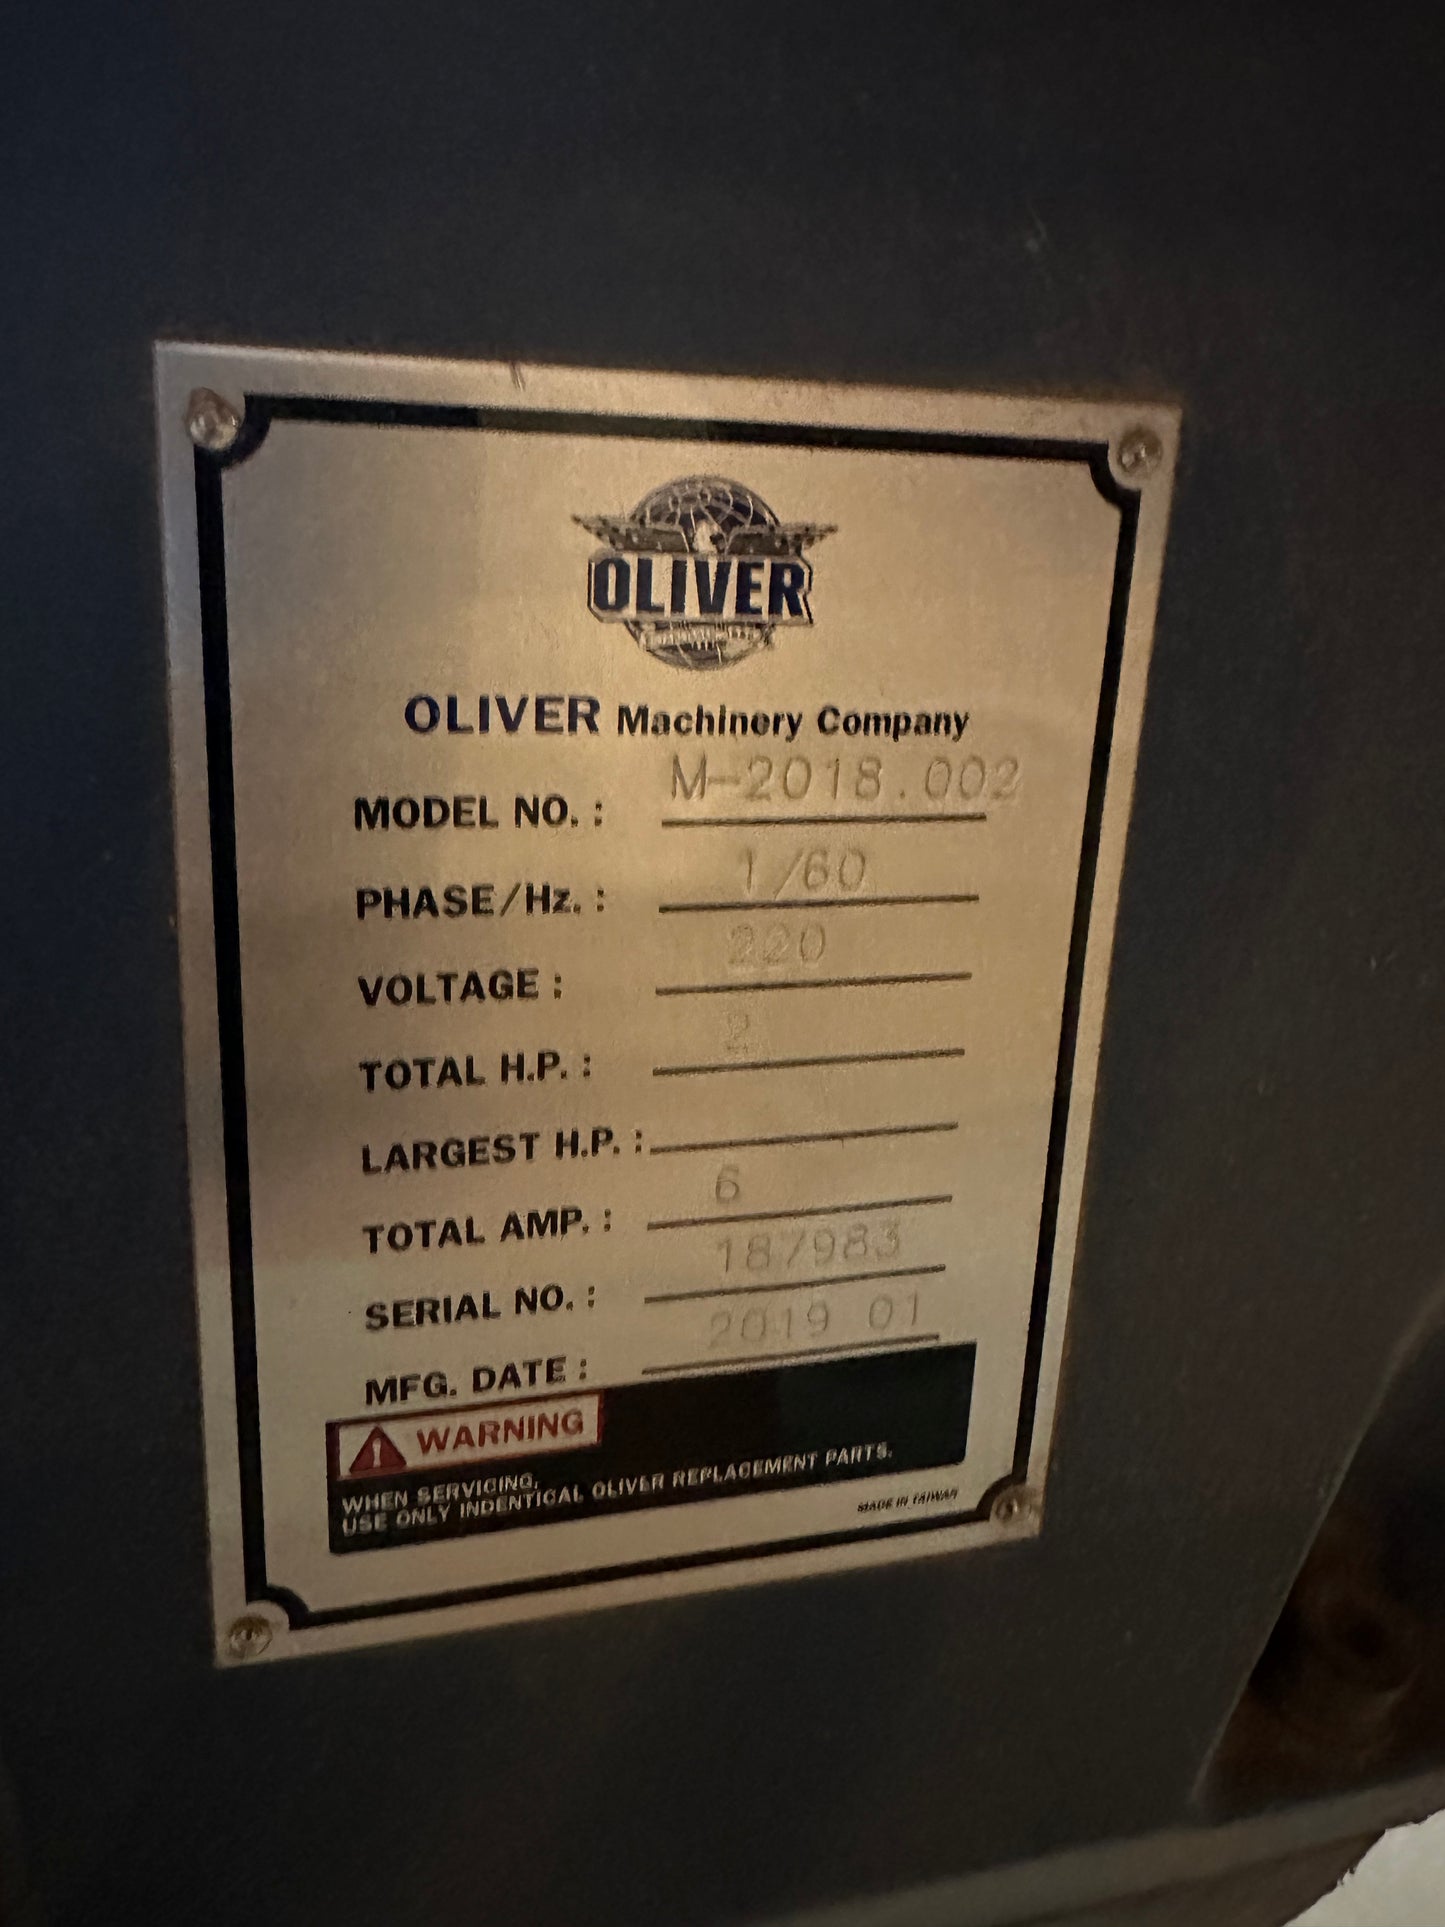 OLIVER
OLIVER Machinery Company
MODEL NO. : M-2018.002
PHASE/Hz. : 1/60
VOLTAGE : 220
TOTAL H.P. : 2
LARGEST H.P. :
TOTAL AMP. : 6
SERIAL NO. : 187983
MFG. DATE : 2019 01
WARNING
WHEN SERVICING,
USE ONLY INDENTICAL OLIVER REPLACEMENT PARTS.
MADE IN TAIWAN